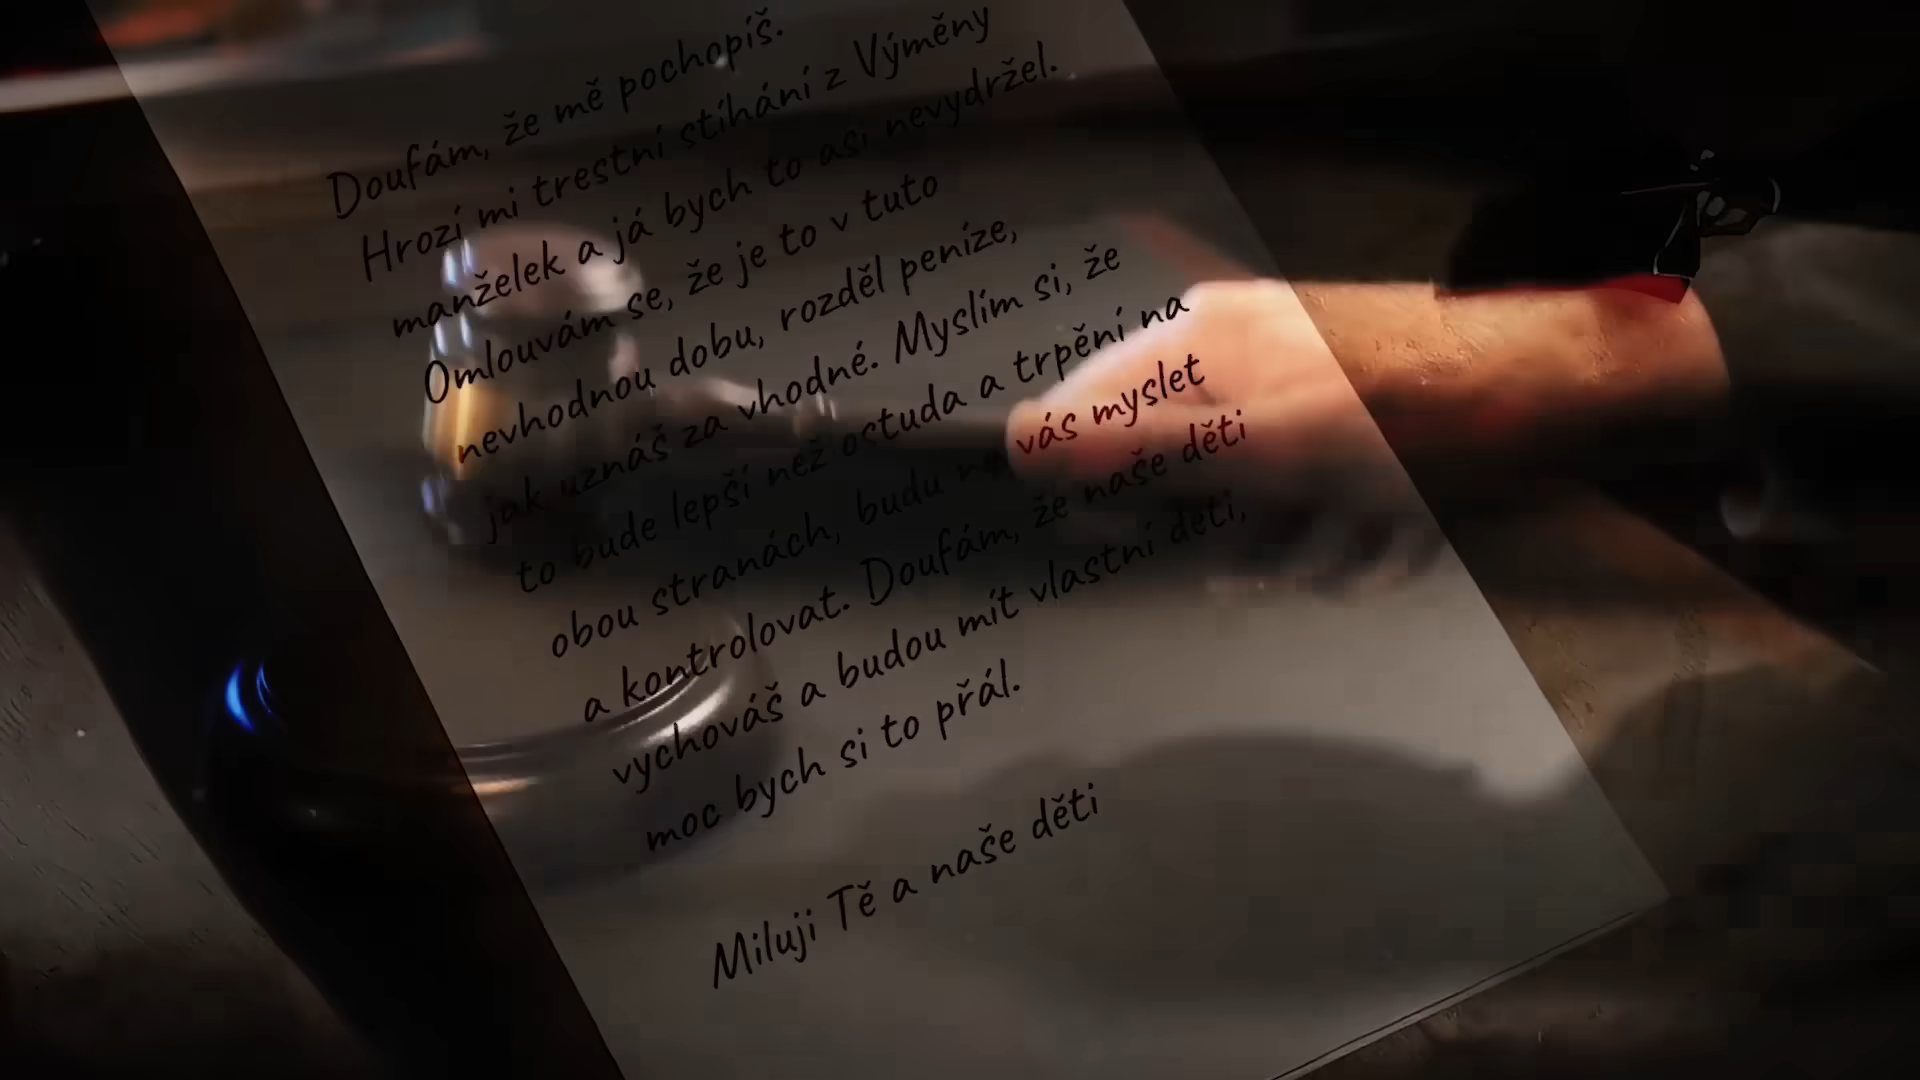 Doufám, že mě pochopíš.
Hrozí mi trestní stíhání z Výměny
manželek a já bych to asi nevydržel.
Omlouvám se, že je to v tuto
nevhodnou dobu, rozděl peníze,
jak uznáš za vhodné. Myslím si, že
to bude lepší než ostuda a trpění na
obou stranách, budu na vás myslet
a kontrolovat. Doufám, že naše děti
vychováš a budou mít vlastní děti,
moc bych si to přál.
Miluji Tě a naše děti